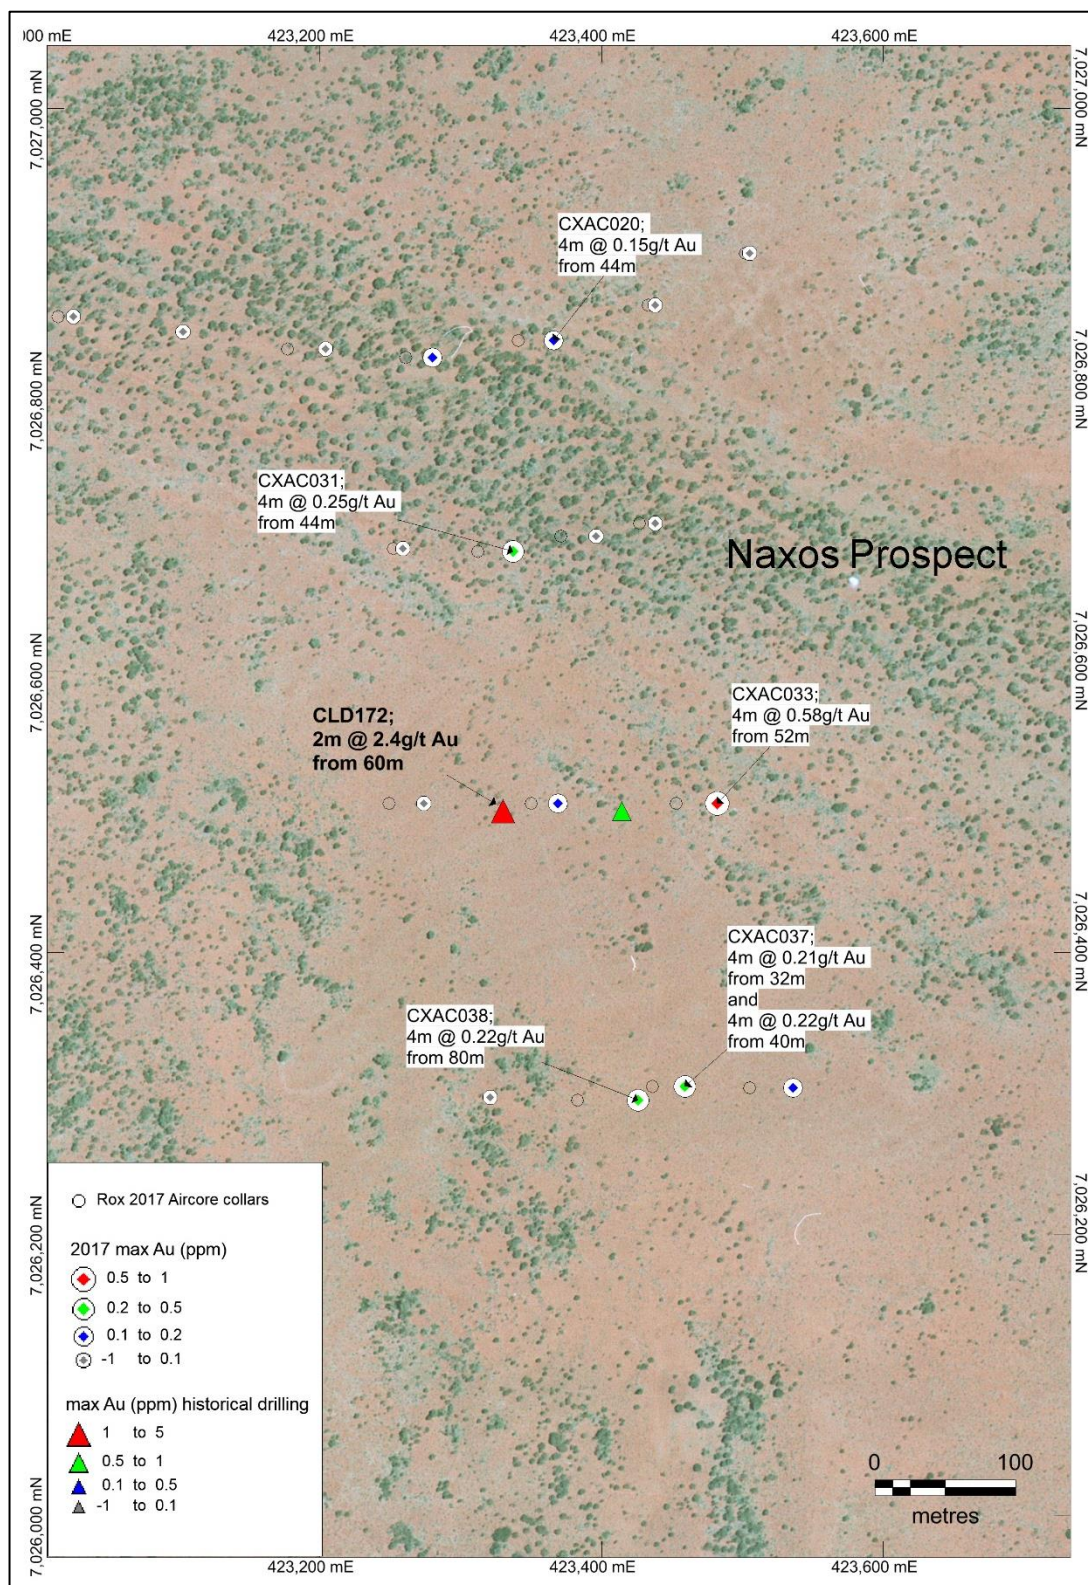 000 mE
423,200 mE
423,400 mE
423,600 mE
7,027,000 mN
7,027,000 mN
CXAC020;
4m @ 0.15g/t Au
from 44m
7,026,800 mN
7,026,800 mN
CXAC031;
4m @ 0.25g/t Au
from 44m
Naxos Prospect
7,026,600 mN
7,026,600 mN
CXAC033;
4m @ 0.58g/t Au
from 52m
CLD172;
2m @ 2.4g/t Au
from 60m
7,026,400 mN
7,026,400 mN
CXAC037;
4m @ 0.21g/t Au
from 32m
and
4m @ 0.22g/t Au
from 40m
CXAC038;
4m @ 0.22g/t Au
from 80m
7,026,200 mN
7,026,200 mN
Rox 2017 Aircore collars
2017 max Au (ppm)
0.5 to 1
0.2 to 0.5
0.1 to 0.2
-1 to 0.1
max Au (ppm) historical drilling
1 to 5
0.5 to 1
0.1 to 0.5
-1 to 0.1
0 100
metres
7,026,000 mN
423,200 mE
423,400 mE
423,600 mE